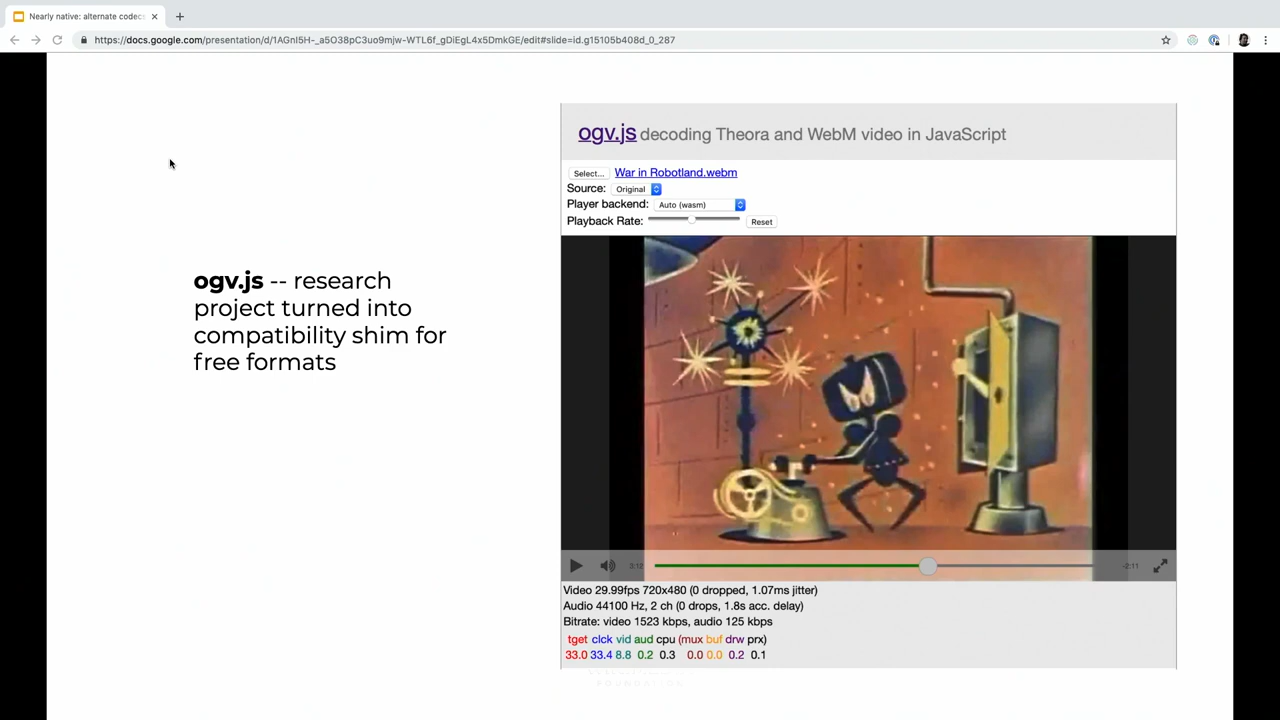 Nearly native: alternate codecs
https://docs.google.com/presentation/d/1AGnI5H-_a5O38pC3uo9mjw-WTL6f_gDiEgL4x5DmkGE/edit#slide=id.g15105b408d_0_287
ogv.js -- research
project turned into
compatibility shim for
free formats
ogv.js decoding Theora and WebM video in JavaScript
Select... War in Robotland.webm
Source: Original
Player backend: Auto (wasm)
Playback Rate: Reset
3:12 -2:11
Video 29.99fps 720x480 (0 dropped, 1.07ms jitter)
Audio 44100 Hz, 2 ch (0 drops, 1.8s acc. delay)
Bitrate: video 1523 kbps, audio 125 kbps
tget clck vid aud cpu (mux buf drw prx)
33.0 33.4 8.8 0.2 0.3 0.0 0.0 0.2 0.1